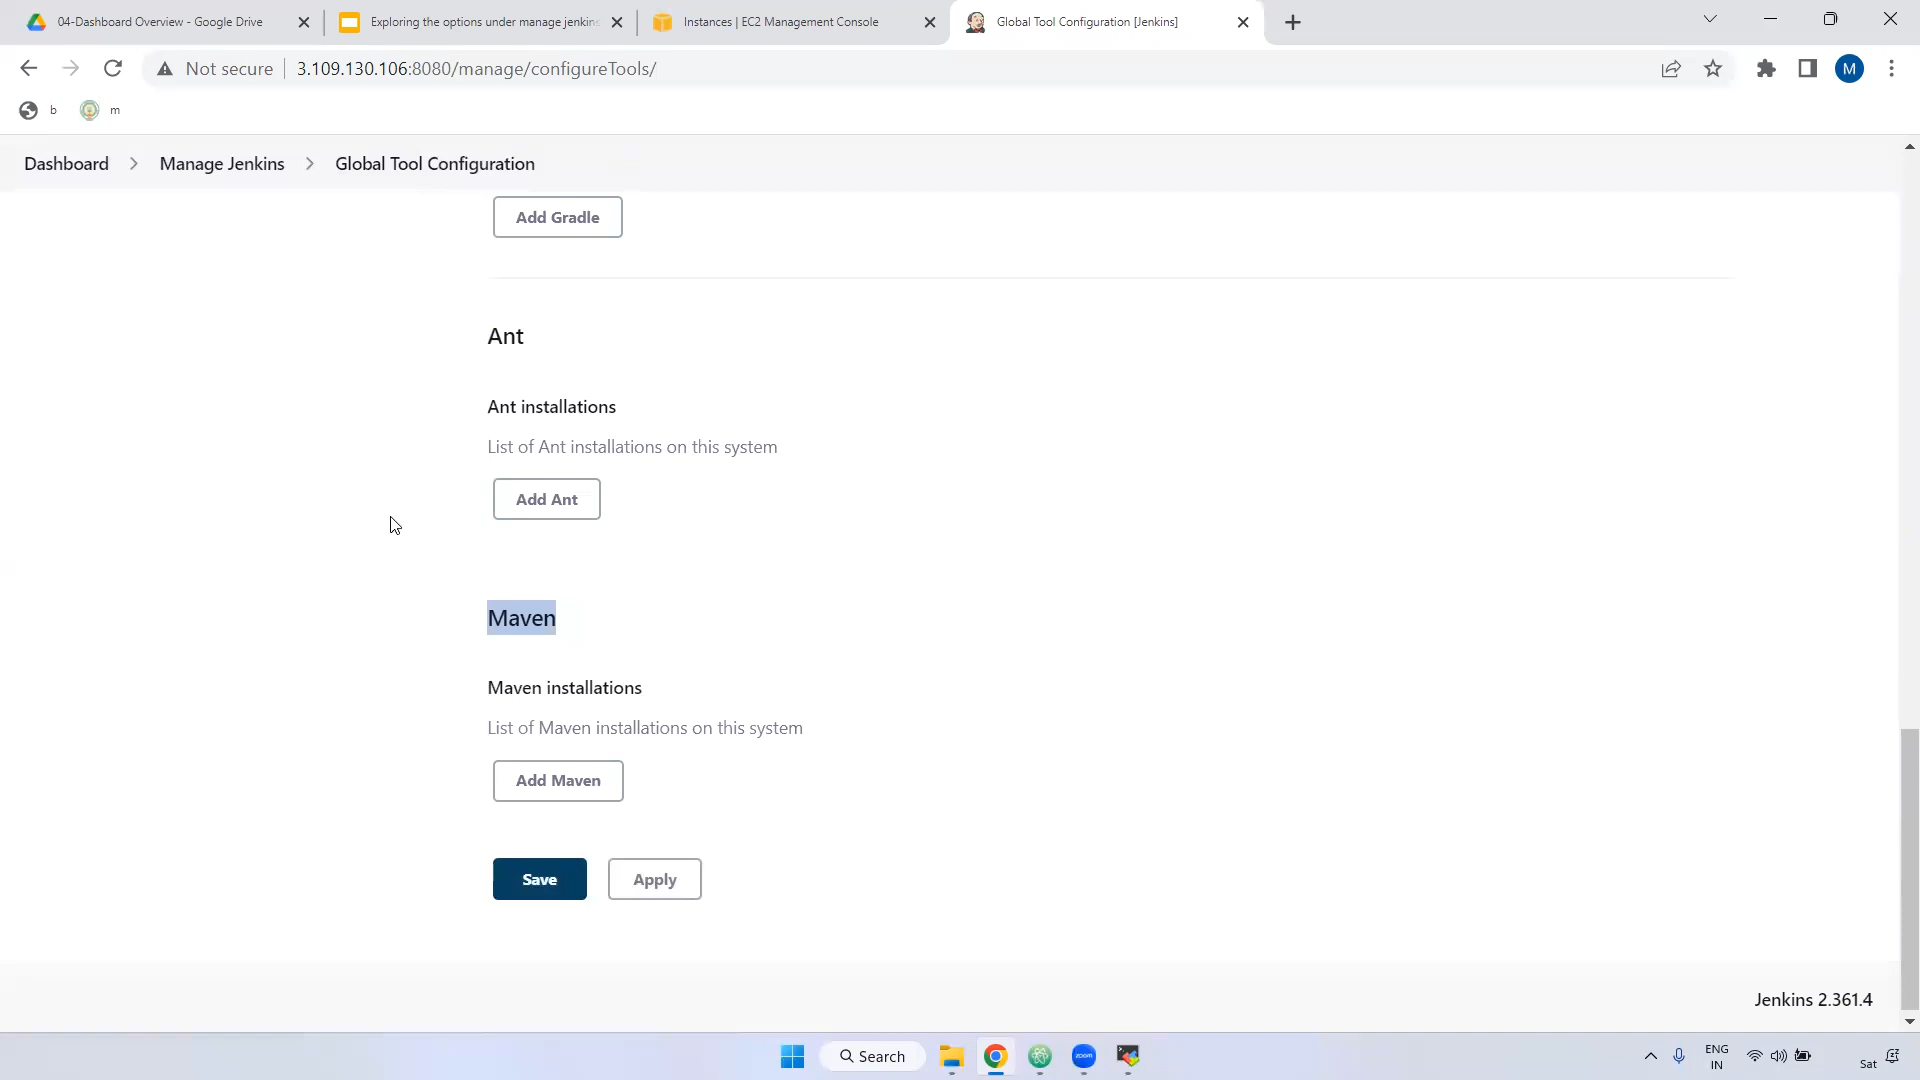 04-Dashboard Overview - Google Drive
Exploring the options under manage jenkins
Instances | EC2 Management Console
Global Tool Configuration [Jenkins]
Not secure
3.109.130.106:8080/manage/configureTools/
M
b
m
Dashboard
Manage Jenkins
Global Tool Configuration
Add Gradle
Ant
Ant installations
List of Ant installations on this system
Add Ant
Maven
Maven installations
List of Maven installations on this system
Add Maven
Save
Apply
Jenkins 2.361.4
Search
zoom
ENG
IN
Sat